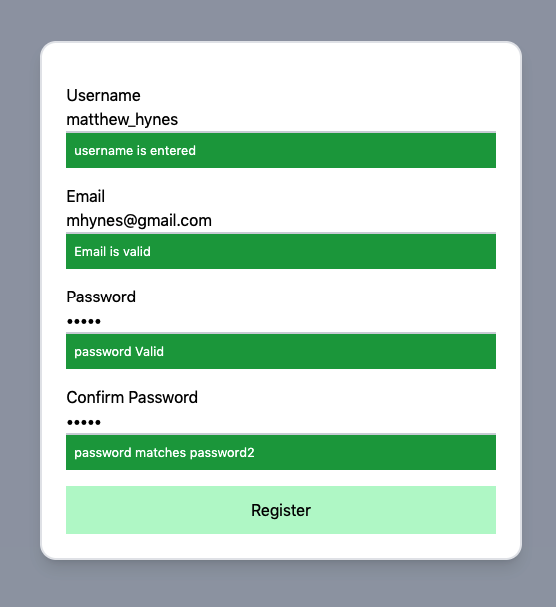 Username
matthew_hynes
username is entered
Email
mhynes@gmail.com
Email is valid
Password
•••••
password Valid
Confirm Password
•••••
password matches password2
Register